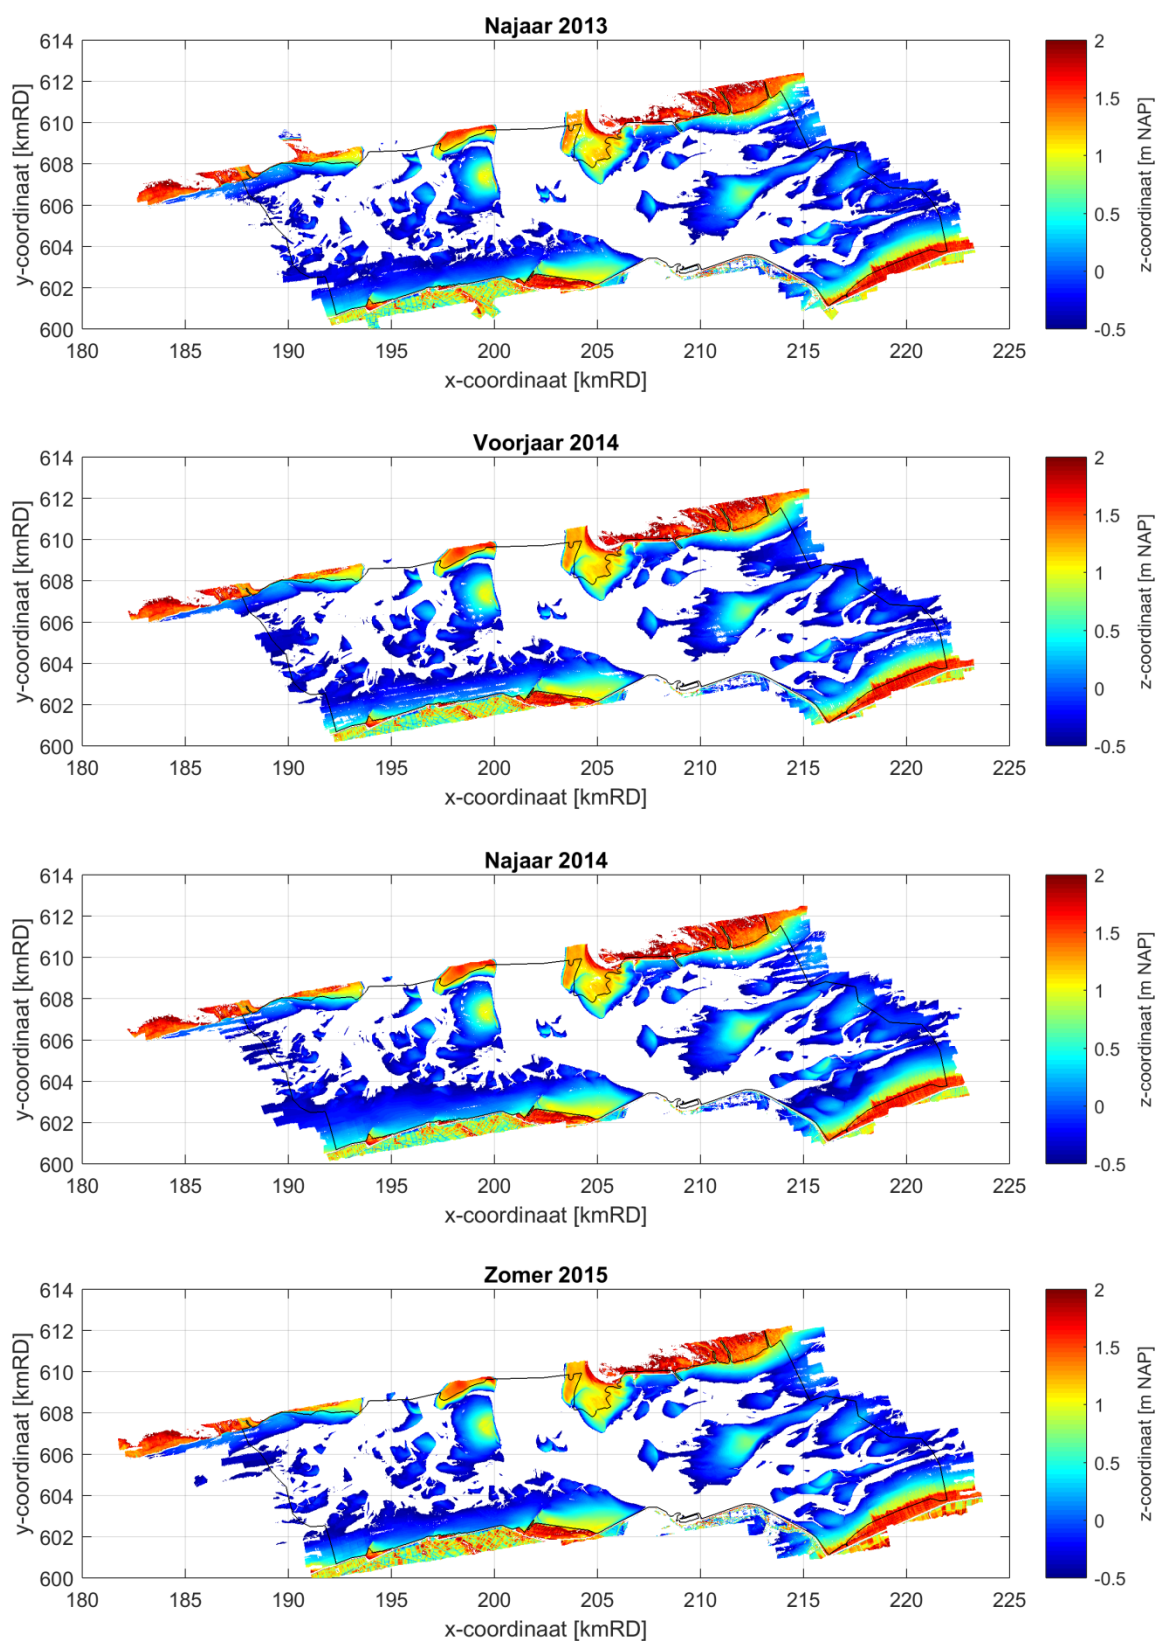 Najaar 2013
614
612
610
608
606
604
602
600
y-coordinaat [kmRD]
180 185 190 195 200 205 210 215 220 225
x-coordinaat [kmRD]
2
1.5
1
0.5
0
-0.5
z-coordinaat [m NAP]
Voorjaar 2014
614
612
610
608
606
604
602
600
y-coordinaat [kmRD]
180 185 190 195 200 205 210 215 220 225
x-coordinaat [kmRD]
2
1.5
1
0.5
0
-0.5
z-coordinaat [m NAP]
Najaar 2014
614
612
610
608
606
604
602
600
y-coordinaat [kmRD]
180 185 190 195 200 205 210 215 220 225
x-coordinaat [kmRD]
2
1.5
1
0.5
0
-0.5
z-coordinaat [m NAP]
Zomer 2015
614
612
610
608
606
604
602
600
y-coordinaat [kmRD]
180 185 190 195 200 205 210 215 220 225
x-coordinaat [kmRD]
2
1.5
1
0.5
0
-0.5
z-coordinaat [m NAP]